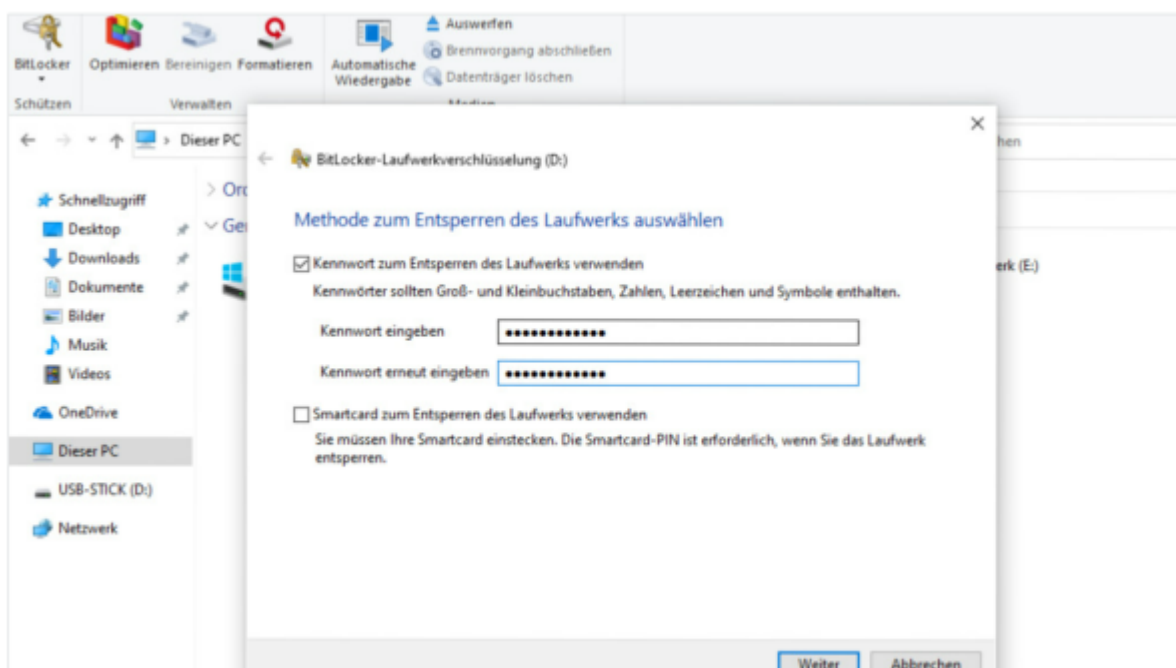 Auswerfen
BitLocker
Optimieren Bereinigen Formatieren
Automatische Wiedergabe
Brennvorgang abschließen
Datenträger löschen
Schützen
Verwalten
Dieser PC
BitLocker-Laufwerkverschlüsselung (D:)
Schnellzugriff
Desktop
Downloads
Dokumente
Bilder
Musik
Videos
OneDrive
Dieser PC
USB-STICK (D:)
Netzwerk
Methode zum Entsperren des Laufwerks auswählen
Kennwort zum Entsperren des Laufwerks verwenden
Kennwörter sollten Groß- und Kleinbuchstaben, Zahlen, Leerzeichen und Symbole enthalten.
Kennwort eingeben ••••••••••••
Kennwort erneut eingeben ••••••••••••
Smartcard zum Entsperren des Laufwerks verwenden
Sie müssen Ihre Smartcard einstecken. Die Smartcard-PIN ist erforderlich, wenn Sie das Laufwerk
entsperren.
erk (E:)
Weiter
Abbrechen